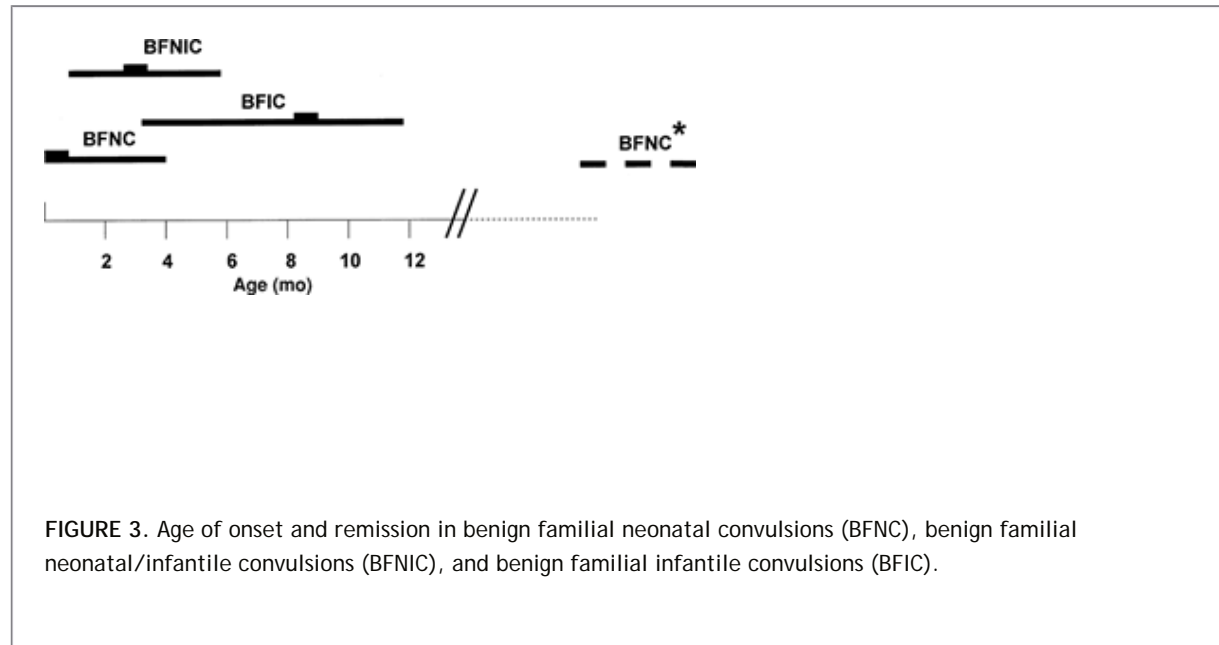 BFNIC
BFIC
BFNC
BFNC*
2 4 6 8 10 12
Age (mo)
FIGURE 3. Age of onset and remission in benign familial neonatal convulsions (BFNC), benign familial
neonatal/infantile convulsions (BFNIC), and benign familial infantile convulsions (BFIC).